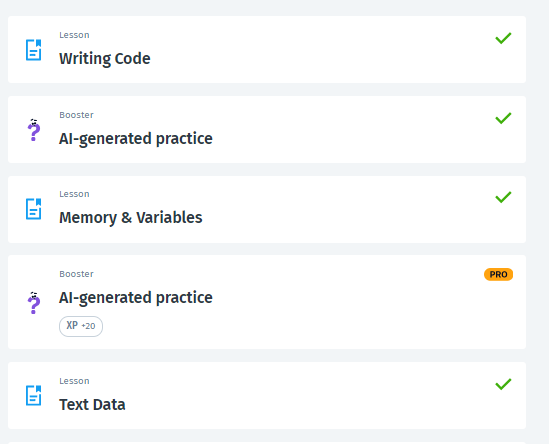 Lesson
Writing Code
Booster
AI-generated practice
Lesson
Memory & Variables
Booster
PRO
AI-generated practice
XP +20
Lesson
Text Data